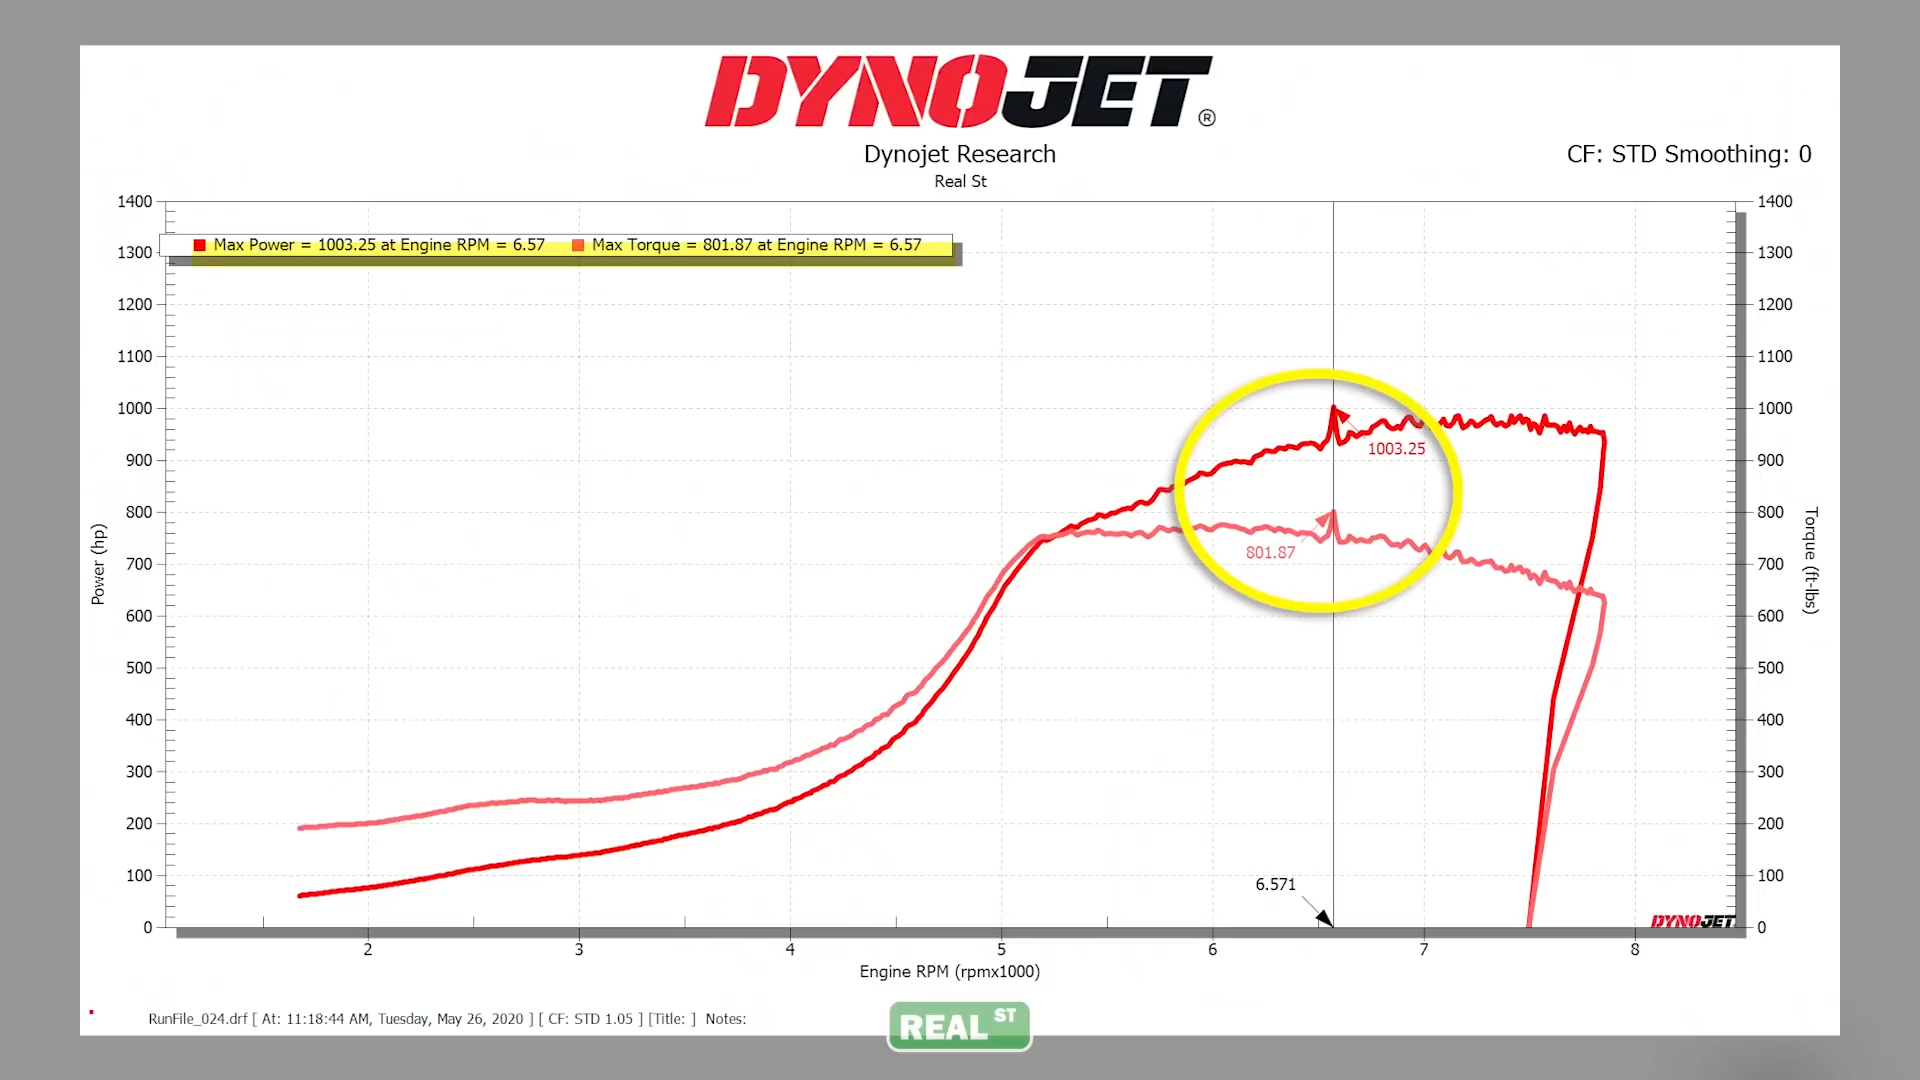 DYNOJET®
Dynojet Research
CF: STD Smoothing: 0
Real St
Max Power = 1003.25 at Engine RPM = 6.57 Max Torque = 801.87 at Engine RPM = 6.57
1400 1400
1300 1300
1200 1200
1100 1100
1000 1000
900 900
800 800
700 700
600 600
500 500
400 400
300 300
200 200
100 100
0 0
Power (hp)
Torque (ft-lbs)
1003.25
801.87
6.571
DYNOJET
2 3 4 5 6 7 8
Engine RPM (rpmx1000)
RunFile_024.drf [ At: 11:18:44 AM, Tuesday, May 26, 2020 ] [ CF: STD 1.05 ] [Title: ] Notes:
REAL ST